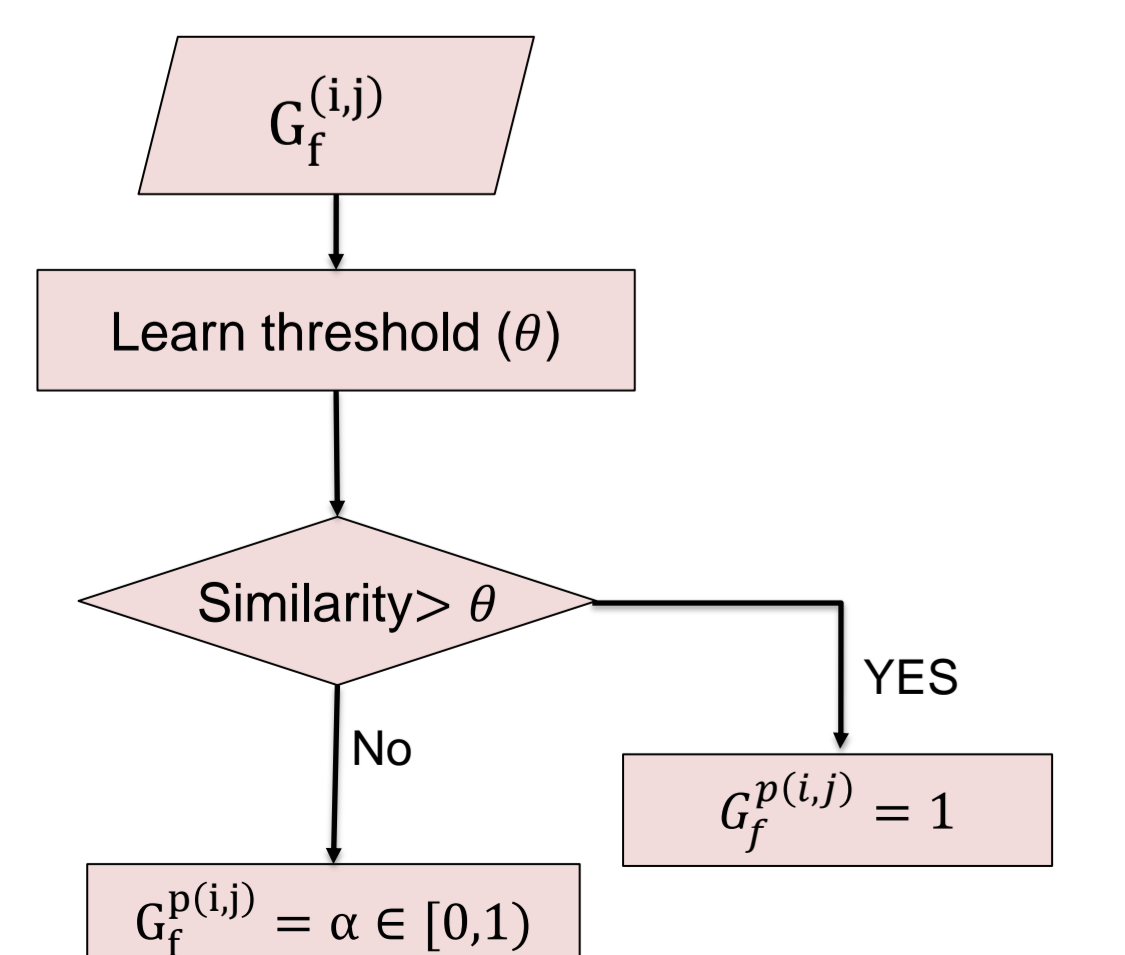 G_f^(i,j)
Learn threshold (θ)
Similarity> θ
YES
No
G_f^p(i,j) = 1
G_f^p(i,j) = α ∈ [0,1)